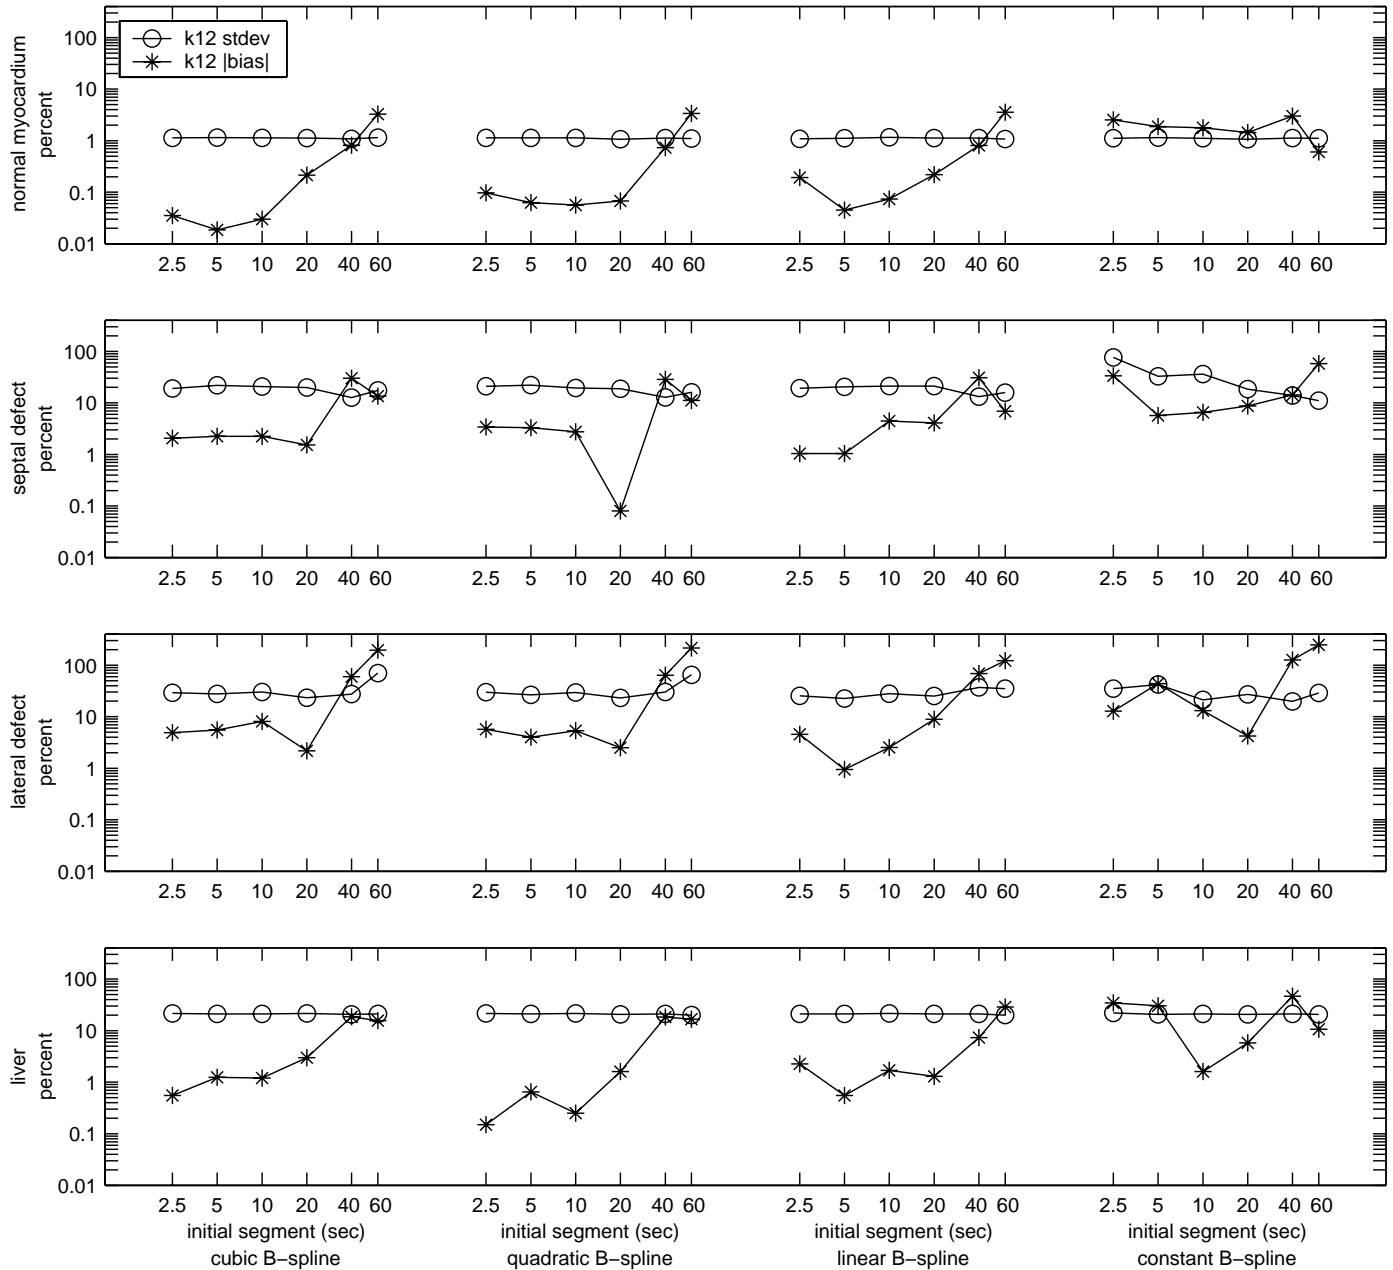 k12 stdev
k12 |bias|
normal myocardium
percent
100
10
1
0.1
0.01
2.5 5 10 20 40 60 2.5 5 10 20 40 60 2.5 5 10 20 40 60 2.5 5 10 20 40 60
septal defect
percent
100
10
1
0.1
0.01
2.5 5 10 20 40 60 2.5 5 10 20 40 60 2.5 5 10 20 40 60 2.5 5 10 20 40 60
lateral defect
percent
100
10
1
0.1
0.01
2.5 5 10 20 40 60 2.5 5 10 20 40 60 2.5 5 10 20 40 60 2.5 5 10 20 40 60
liver
percent
100
10
1
0.1
0.01
2.5 5 10 20 40 60 2.5 5 10 20 40 60 2.5 5 10 20 40 60 2.5 5 10 20 40 60
initial segment (sec) initial segment (sec) initial segment (sec) initial segment (sec)
cubic B−spline quadratic B−spline linear B−spline constant B−spline